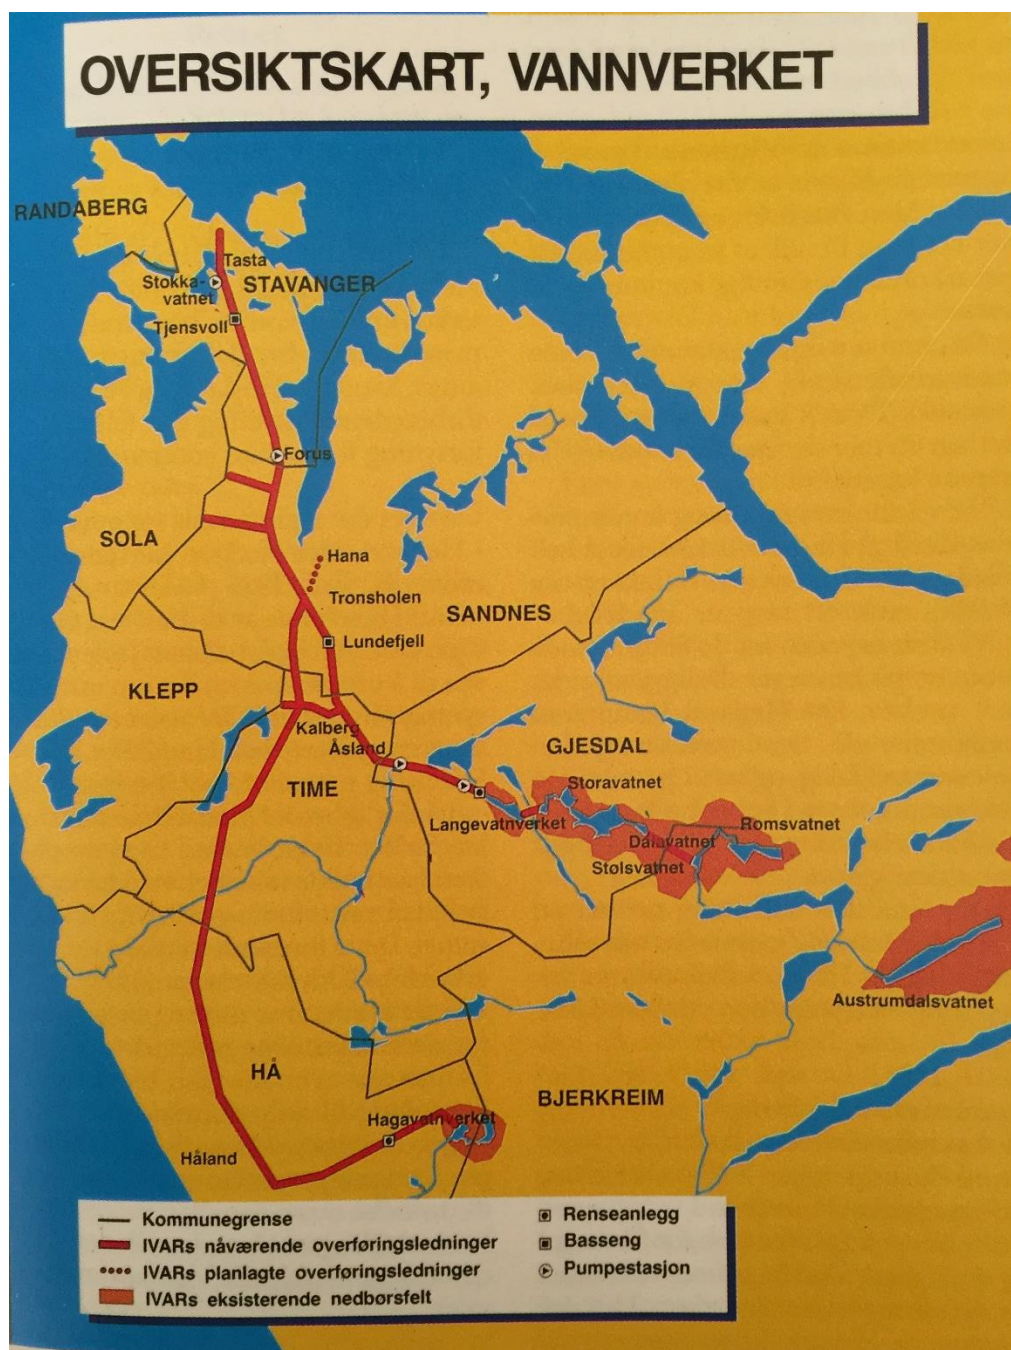 OVERSIKTSKART, VANNVERKET
RANDABERG
Tasta
Stokka-
vatnet
STAVANGER
Tjensvoll
Forus
SOLA
Hana
Tronsholen
SANDNES
Lundefjell
KLEPP
Kalberg
Åsland
GJESDAL
TIME
Storavatnet
Langevatnverket
Romsvatnet
Dålavatnet
Stølsvatnet
Austrumdalsvatnet
HÅ
BJERKREIM
Hagavatnverket
Håland
Kommunegrense
IVARs nåværende overføringsledninger
IVARs planlagte overføringsledninger
IVARs eksisterende nedbørsfelt
Renseanlegg
Basseng
Pumpestasjon